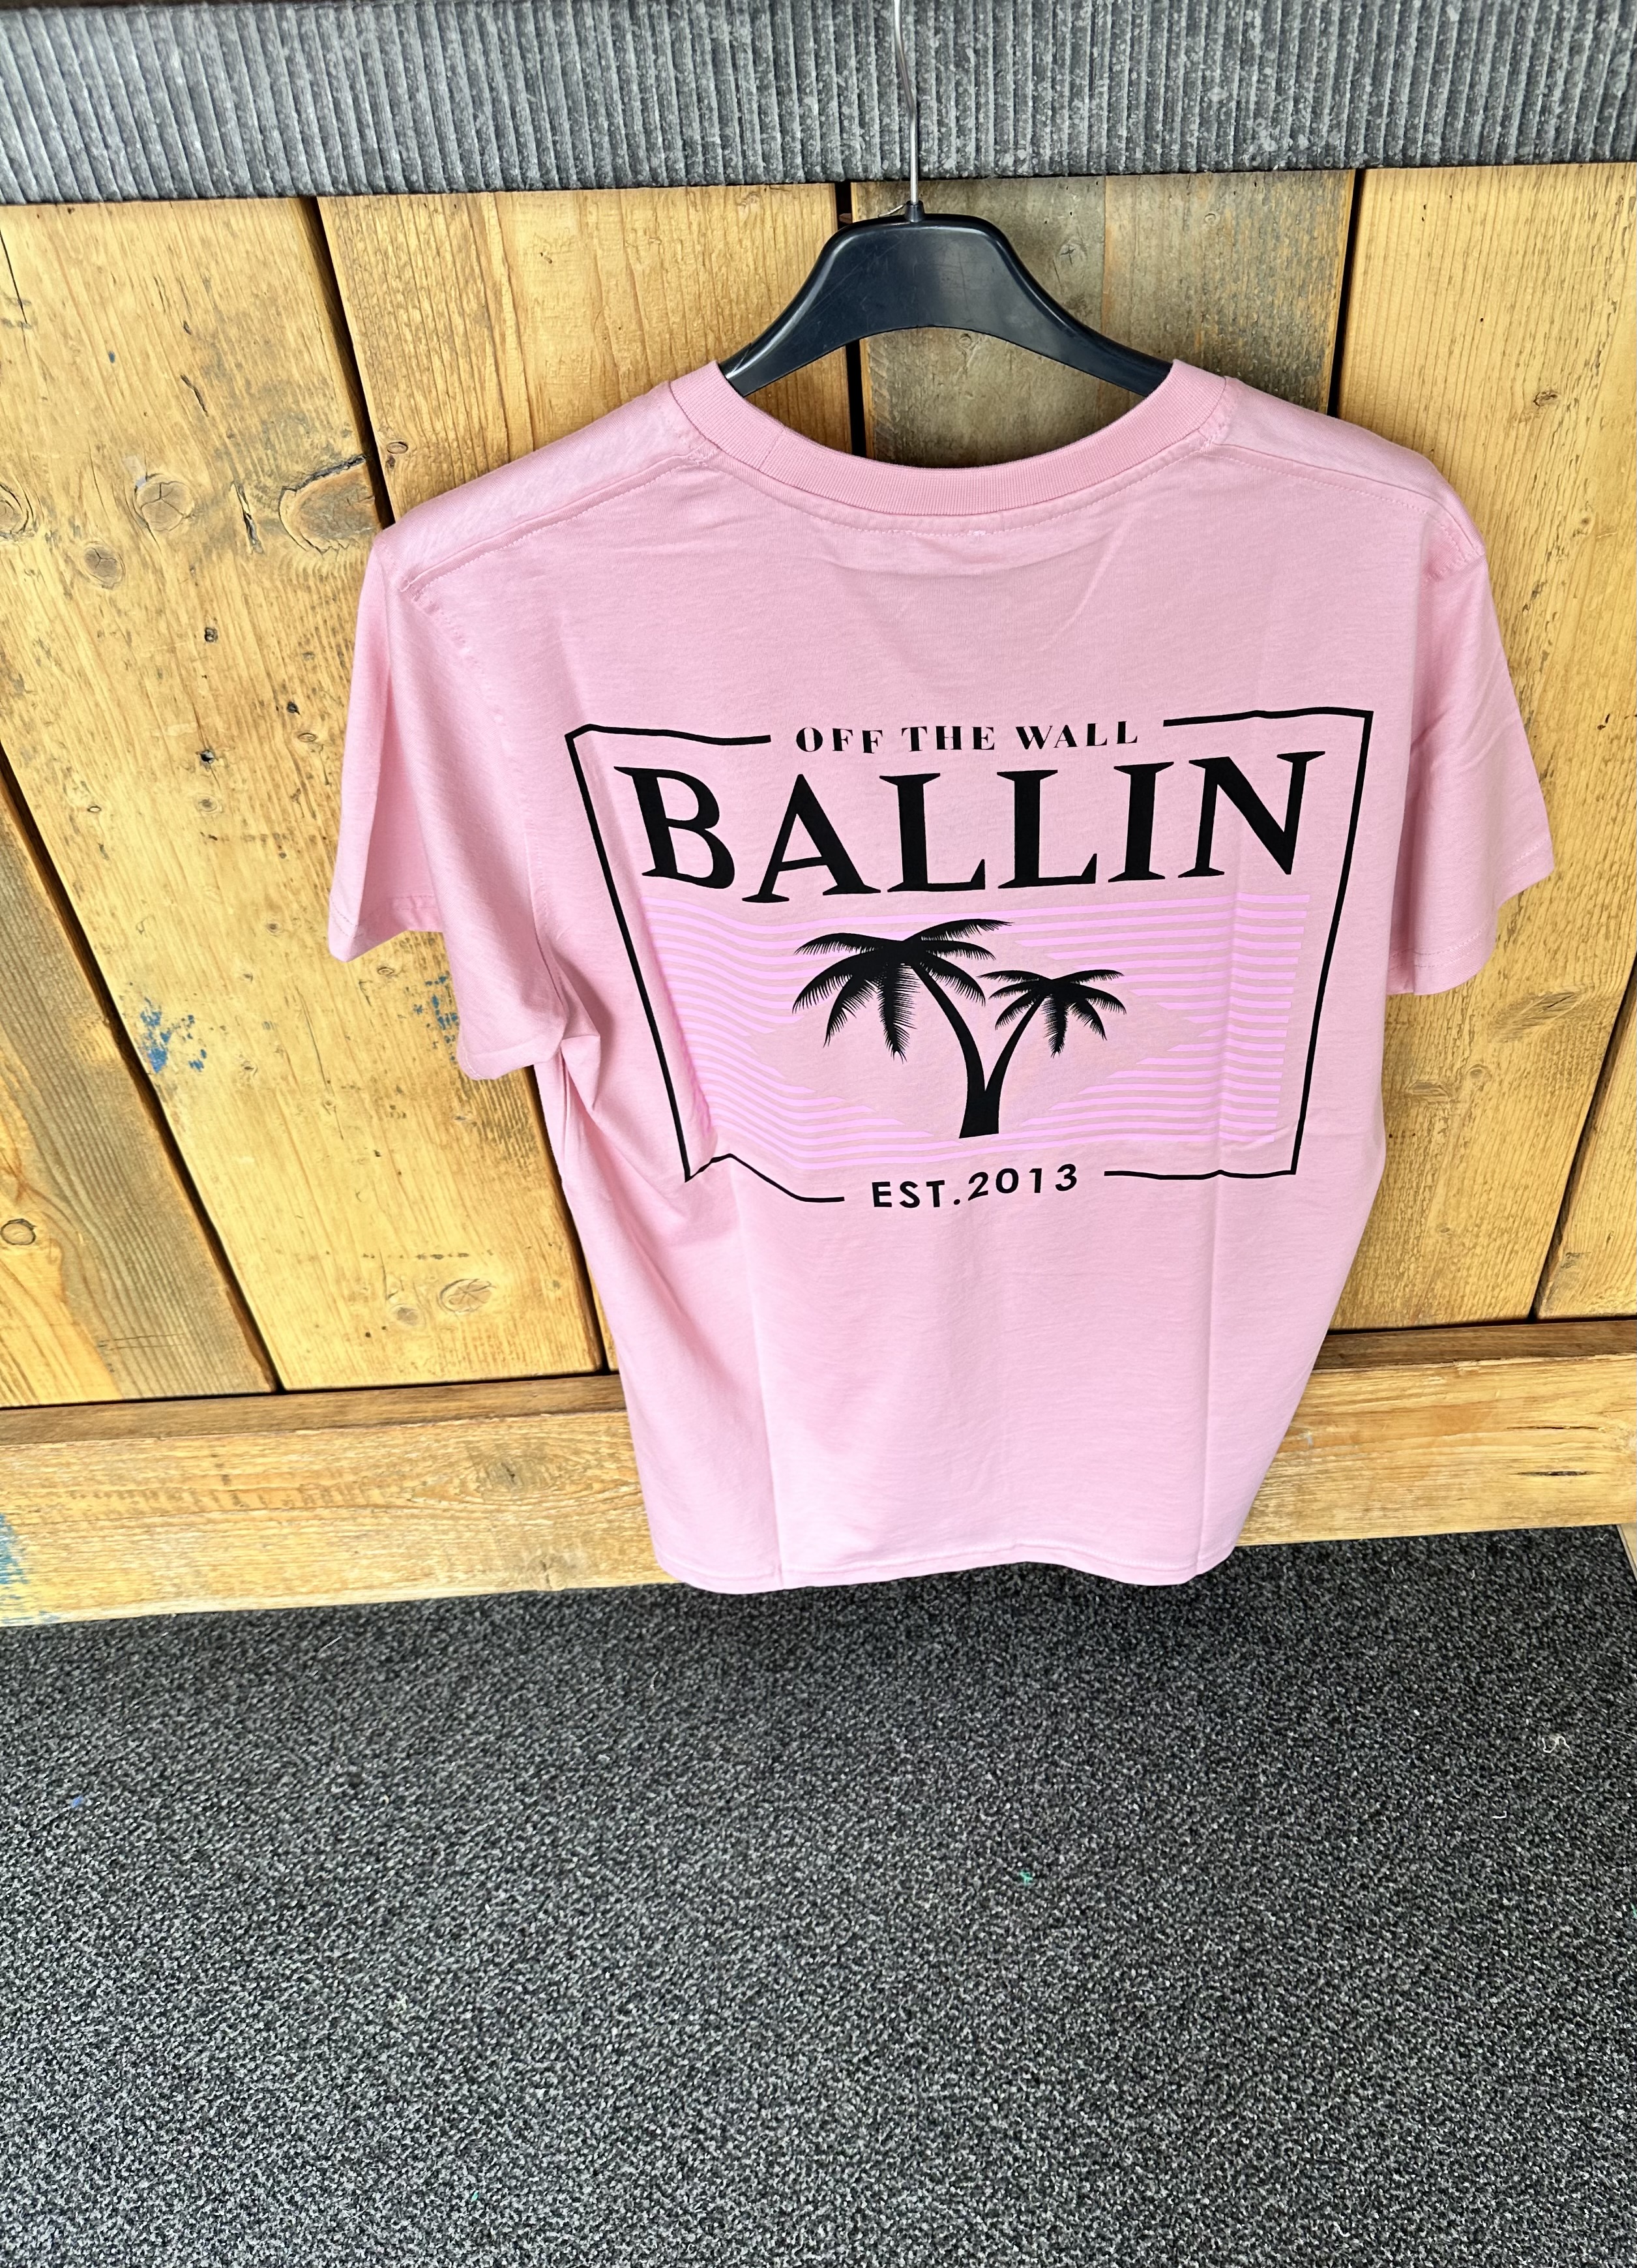 OFF THE WALL
BALLIN
EST.2013